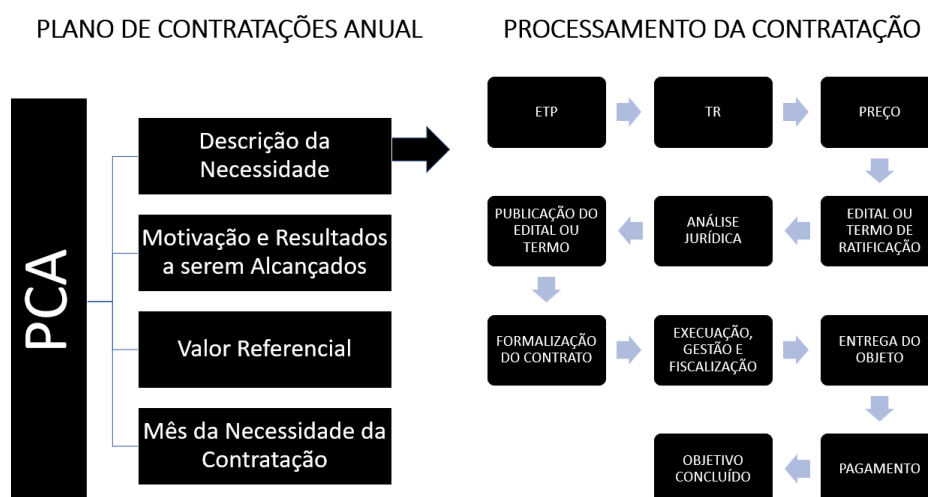 PLANO DE CONTRATAÇÕES ANUAL
PROCESSAMENTO DA CONTRATAÇÃO
PCA
Descrição da
Necessidade
Motivação e Resultados
a serem Alcançados
Valor Referencial
Mês da Necessidade da
Contratação
ETP
TR
PREÇO
EDITAL OU
TERMO DE
RATIFICAÇÃO
ANÁLISE
JURÍDICA
PUBLICAÇÃO DO
EDITAL OU
TERMO
FORMALIZAÇÃO
DO CONTRATO
EXECUAÇÃO,
GESTÃO E
FISCALIZAÇÃO
ENTREGA DO
OBJETO
PAGAMENTO
OBJETIVO
CONCLUÍDO